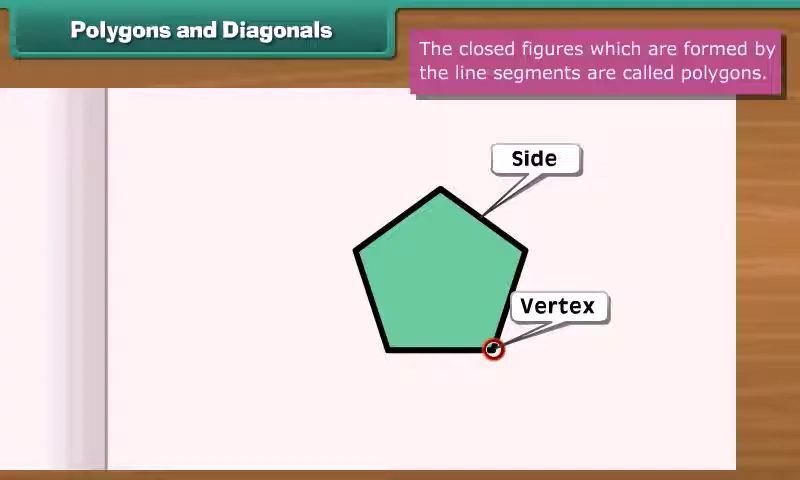 Polygons and Diagonals
The closed figures which are formed by
the line segments are called polygons.
Side
Vertex